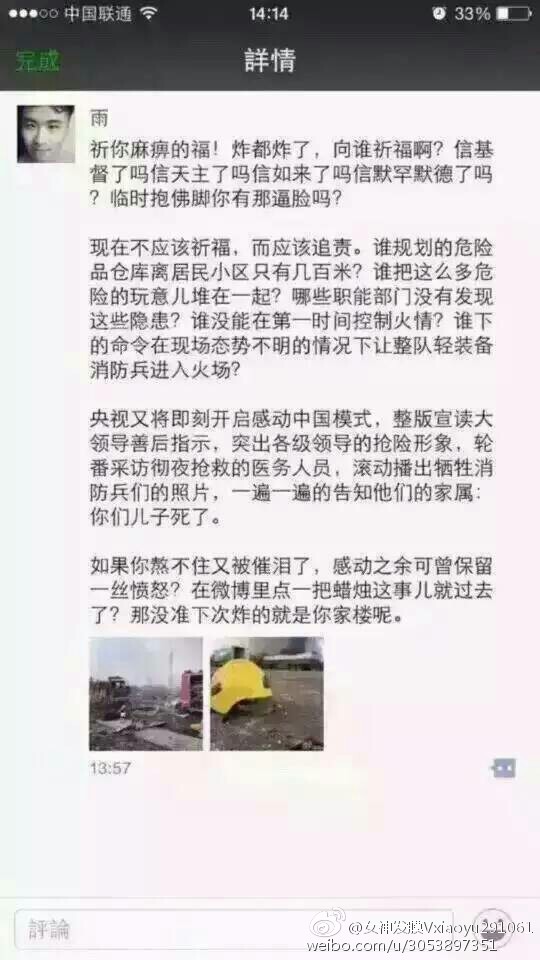 中国联通
14:14
33%
完成
詳情
雨
祈你麻痹的福！炸都炸了，向谁祈福啊？信基
督了吗信天主了吗信如来了吗信默罕默德了吗
？临时抱佛脚你有那逼脸吗？
现在不应该祈福，而应该追责。谁规划的危险
品仓库离居民小区只有几百米？谁把这么多危
险的玩意儿堆在一起？哪些职能部门没有发现
这些隐患？谁没能在第一时间控制火情？谁下
的命令在现场态势不明的情况下让整队轻装备
消防兵进入火场？
央视又将即刻开启感动中国模式，整版宣读大
领导善后指示，突出各级领导的抢险形象，轮
番采访彻夜抢救的医务人员，滚动播出牺牲消
防兵们的照片，一遍一遍的告知他们的家属：
你们儿子死了。
如果你熬不住又被催泪了，感动之余可曾保留
一丝愤怒？在微博里点一把蜡烛这事儿就过去
了？那没准下次炸的就是你家楼呢。
13:57
評論
@女神发膜Vxiaoyu291061
weibo.com/u/3053897351